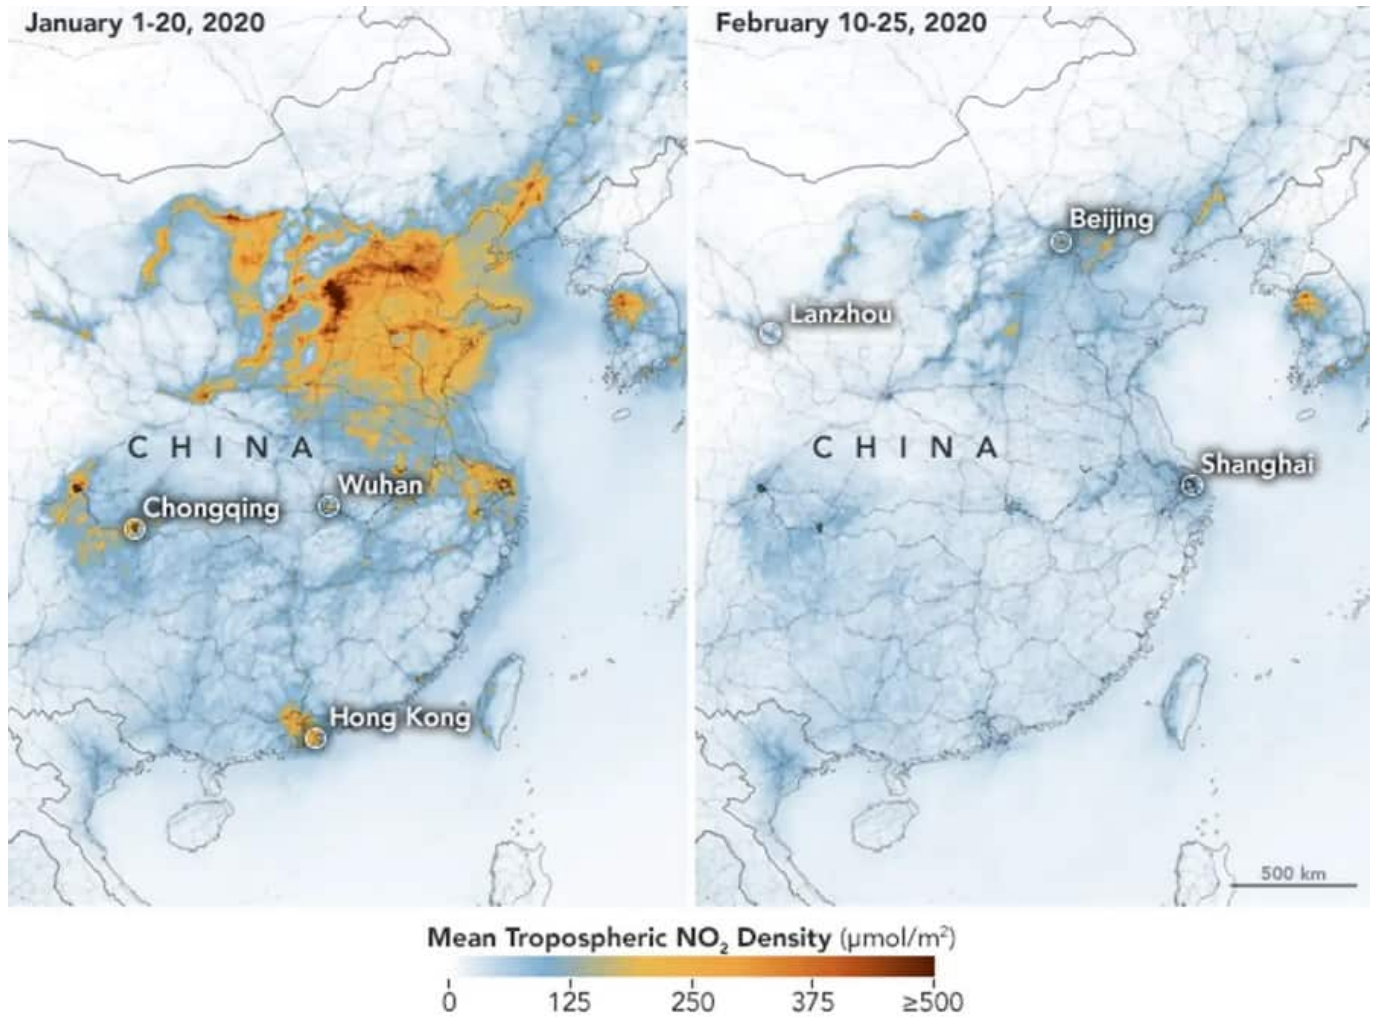 January 1-20, 2020
February 10-25, 2020
Beijing
Lanzhou
CHINA
CHINA
Shanghai
Wuhan
Chongqing
Hong Kong
500 km
Mean Tropospheric NO₂ Density (µmol/m²)
0 125 250 375 ≥500